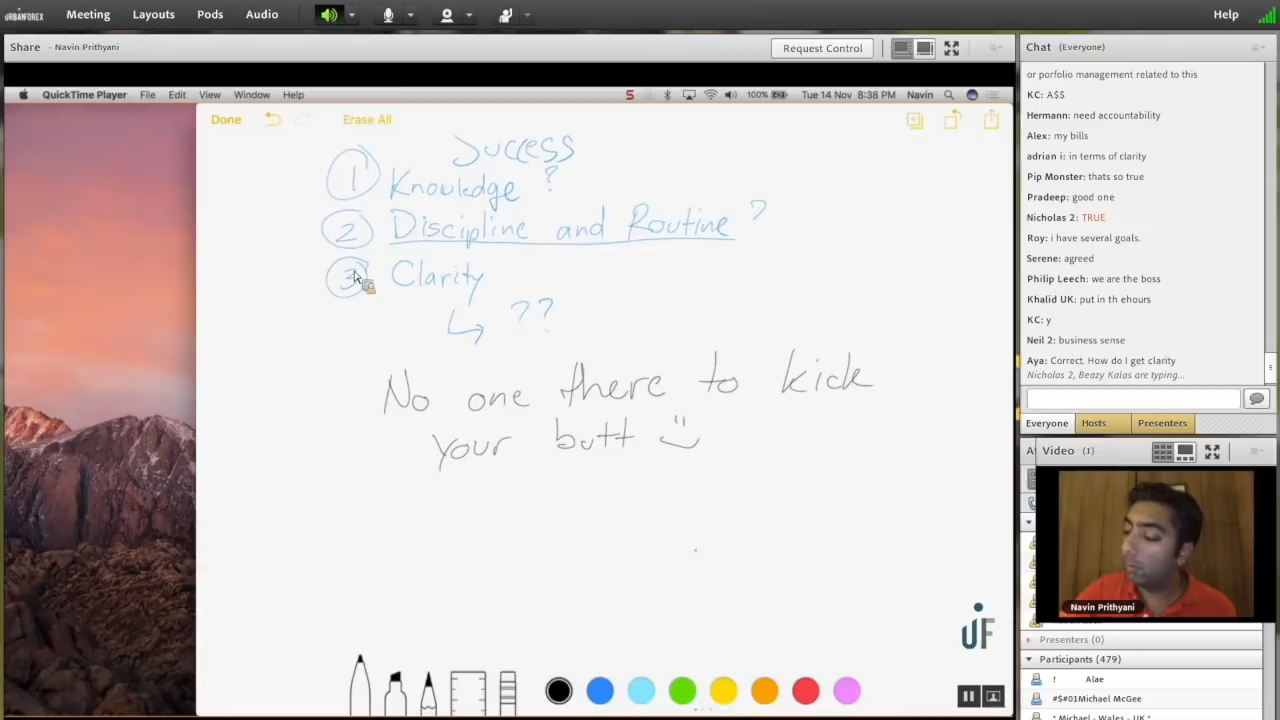 URBANFOREX Meeting Layouts Pods Audio Help
Share - Navin Prithyani
Request Control
QuickTime Player File Edit View Window Help
S 100% Tue 14 Nov 8:38 PM Navin
Done Erase All
Success
1 Knowledge ?
2 Discipline and Routine ?
3 Clarity
↳ ??
No one there to kick
your butt
UF
Chat (Everyone)
or porfolio management related to this
KC: A$$
Hermann: need accountability
Alex: my bills
adrian i: in terms of clarity
Pip Monster: thats so true
Pradeep: good one
Nicholas 2: TRUE
Roy: i have several goals.
Serene: agreed
Philip Leech: we are the boss
Khalid UK: put in th ehours
KC: y
Neil 2: business sense
Aya: Correct. How do I get clarity
Nicholas 2, Beazy Kalas are typing...
Everyone Hosts Presenters
Video (1)
Navin Prithyani
Presenters (0)
Participants (479)
! Alae
#$#01Michael McGee
* Michael - Wales - UK *